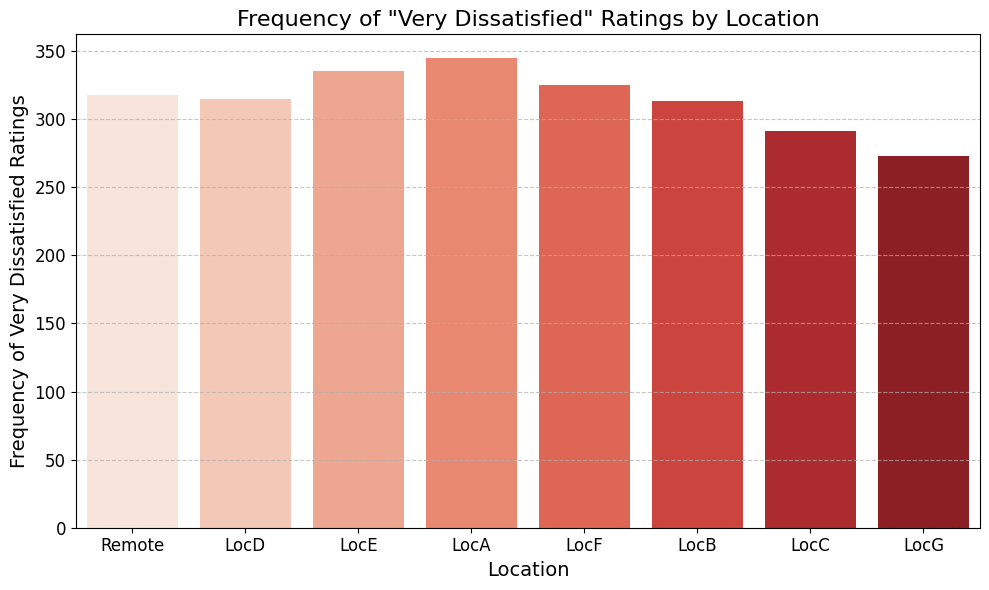 Frequency of "Very Dissatisfied" Ratings by Location
Frequency of Very Dissatisfied Ratings
350
300
250
200
150
100
50
0
Remote LocD LocE LocA LocF LocB LocC LocG
Location